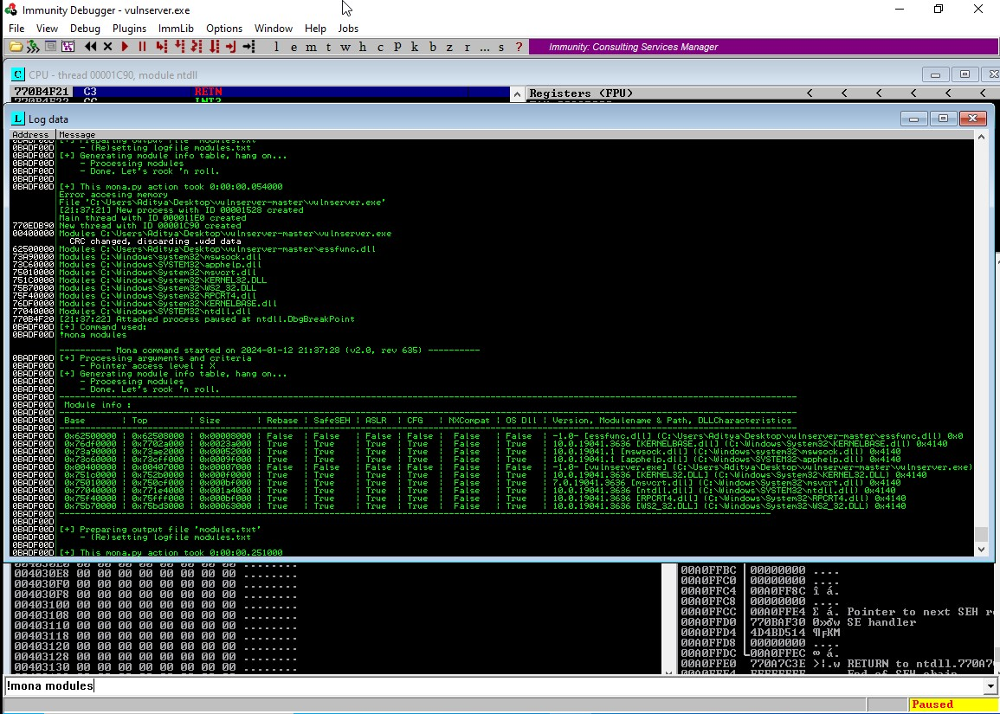 Immunity Debugger - vulnserver.exe
File View Debug Plugins ImmLib Options Window Help Jobs
l e m t w h c P k b z r ... s ?
Immunity: Consulting Services Manager
CPU - thread 00001C90, module ntdll
770B4F21 C3 RETN
Registers (FPU) < < < < < <
Log data
Address Message
0BADF00D [+] Preparing output file 'modules.txt'
0BADF00D - (Re)setting logfile modules.txt
0BADF00D [+] Generating module info table, hang on...
0BADF00D - Processing modules
0BADF00D - Done. Let's rock 'n roll.
0BADF00D
0BADF00D [+] This mona.py action took 0:00:00.054000
Error accesing memory
File 'C:\Users\Aditya\Desktop\vulnserver-master\vulnserver.exe'
[21:37:21] New process with ID 00001528 created
Main thread with ID 000011E0 created
770EDB90 New thread with ID 00001C90 created
00400000 Modules C:\Users\Aditya\Desktop\vulnserver-master\vulnserver.exe
CRC changed, discarding .udd data
62500000 Modules C:\Users\Aditya\Desktop\vulnserver-master\essfunc.dll
73A90000 Modules C:\Windows\system32\mswsock.dll
73C60000 Modules C:\Windows\SYSTEM32\apphelp.dll
75010000 Modules C:\Windows\System32\msvcrt.dll
751C0000 Modules C:\Windows\System32\KERNEL32.DLL
75B70000 Modules C:\Windows\System32\WS2_32.DLL
75F40000 Modules C:\Windows\System32\RPCRT4.dll
76DF0000 Modules C:\Windows\System32\KERNELBASE.dll
77040000 Modules C:\Windows\SYSTEM32\ntdll.dll
770B4F20 [21:37:22] Attached process paused at ntdll.DbgBreakPoint
0BADF00D [+] Command used:
0BADF00D !mona modules
---------- Mona command started on 2024-01-12 21:37:28 (v2.0, rev 635) ----------
0BADF00D [+] Processing arguments and criteria
0BADF00D - Pointer access level : X
0BADF00D [+] Generating module info table, hang on...
0BADF00D - Processing modules
0BADF00D - Done. Let's rock 'n roll.
0BADF00D
0BADF00D Module info :
0BADF00D
0BADF00D Base | Top | Size | Rebase | SafeSEH | ASLR | CFG | NXCompat | OS Dll | Version, Modulename & Path, DLLCharacteristics
0BADF00D
0BADF00D 0x62500000 | 0x62508000 | 0x00008000 | False | False | False | False | False | False | -1.0- [essfunc.dll] (C:\Users\Aditya\Desktop\vulnserver-master\essfunc.dll) 0x0
0BADF00D 0x76df0000 | 0x7702a000 | 0x0023a000 | True | True | True | True | False | True | 10.0.19041.3636 [KERNELBASE.dll] (C:\Windows\System32\KERNELBASE.dll) 0x4140
0BADF00D 0x73a90000 | 0x73ae2000 | 0x00052000 | True | True | True | True | False | True | 10.0.19041.1 [mswsock.dll] (C:\Windows\system32\mswsock.dll) 0x4140
0BADF00D 0x73c60000 | 0x73cff000 | 0x0009f000 | True | True | True | True | False | True | 10.0.19041.1 [apphelp.dll] (C:\Windows\SYSTEM32\apphelp.dll) 0x4140
0BADF00D 0x00400000 | 0x00407000 | 0x00007000 | False | False | False | False | False | False | -1.0- [vulnserver.exe] (C:\Users\Aditya\Desktop\vulnserver-master\vulnserver.exe)
0BADF00D 0x751c0000 | 0x752b0000 | 0x000f0000 | True | True | True | True | False | True | 10.0.19041.3636 [KERNEL32.DLL] (C:\Windows\System32\KERNEL32.DLL) 0x4140
0BADF00D 0x75010000 | 0x750cf000 | 0x000bf000 | True | True | True | True | False | True | 7.0.19041.3636 [msvcrt.dll] (C:\Windows\System32\msvcrt.dll) 0x4140
0BADF00D 0x77040000 | 0x771e4000 | 0x001a4000 | True | True | True | True | False | True | 10.0.19041.3636 [ntdll.dll] (C:\Windows\SYSTEM32\ntdll.dll) 0x4140
0BADF00D 0x75f40000 | 0x75fff000 | 0x000bf000 | True | True | True | True | False | True | 10.0.19041.3636 [RPCRT4.dll] (C:\Windows\System32\RPCRT4.dll) 0x4140
0BADF00D 0x75b70000 | 0x75bd3000 | 0x00063000 | True | True | True | True | False | True | 10.0.19041.3636 [WS2_32.DLL] (C:\Windows\System32\WS2_32.DLL) 0x4140
0BADF00D
0BADF00D
0BADF00D [+] Preparing output file 'modules.txt'
0BADF00D - (Re)setting logfile modules.txt
0BADF00D
0BADF00D [+] This mona.py action took 0:00:00.251000
004030E8 00 00 00 00 00 00 00 00 ........
004030F0 00 00 00 00 00 00 00 00 ........
004030F8 00 00 00 00 00 00 00 00 ........
00403100 00 00 00 00 00 00 00 00 ........
00403108 00 00 00 00 00 00 00 00 ........
00403110 00 00 00 00 00 00 00 00 ........
00403118 00 00 00 00 00 00 00 00 ........
00403120 00 00 00 00 00 00 00 00 ........
00403128 00 00 00 00 00 00 00 00 ........
00403130 00 00 00 00 00 00 00 00 ........
00A0FFBC 00000000 ....
00A0FFC0 00000000 ....
00A0FFC4 00A0FF8C î á.
00A0FFC8 00000000 ....
00A0FFCC 00A0FFE4 Σ á. Pointer to next SEH re
00A0FFD0 770BAF30 SE handler
00A0FFD4 4D4BD514
00A0FFD8 00000000 ....
00A0FFDC 00A0FFEC ∞ á.
00A0FFE0 770A7C3E >|.w RETURN to ntdll.770A7
00A0FFE4 FFFFFFFF End of SEH chain
!mona modules
Paused